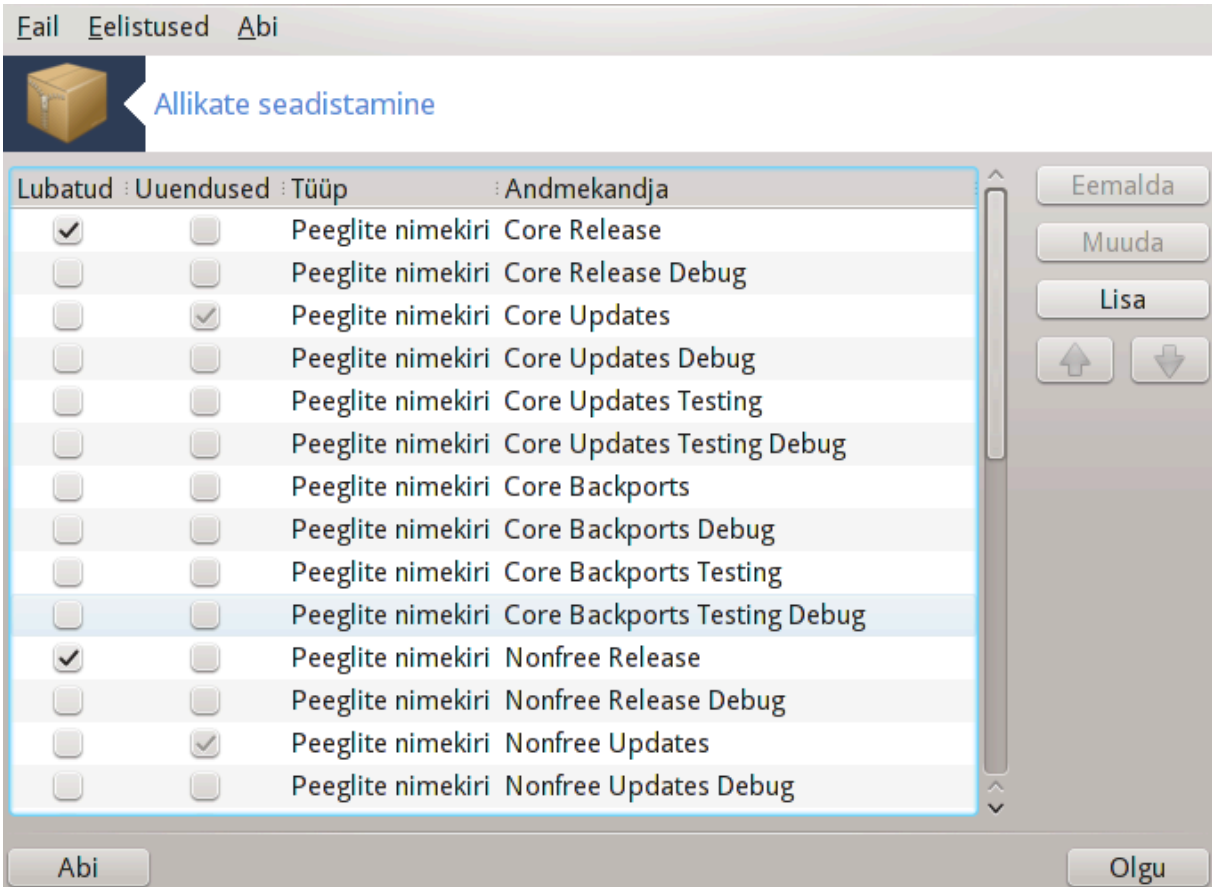 Fail Eelistused Abi
Allikate seadistamine
Lubatud Uuendused Tüüp Andmekandja
Peeglite nimekiri Core Release
Peeglite nimekiri Core Release Debug
Peeglite nimekiri Core Updates
Peeglite nimekiri Core Updates Debug
Peeglite nimekiri Core Updates Testing
Peeglite nimekiri Core Updates Testing Debug
Peeglite nimekiri Core Backports
Peeglite nimekiri Core Backports Debug
Peeglite nimekiri Core Backports Testing
Peeglite nimekiri Core Backports Testing Debug
Peeglite nimekiri Nonfree Release
Peeglite nimekiri Nonfree Release Debug
Peeglite nimekiri Nonfree Updates
Peeglite nimekiri Nonfree Updates Debug
Eemalda
Muuda
Lisa
Abi
Olgu